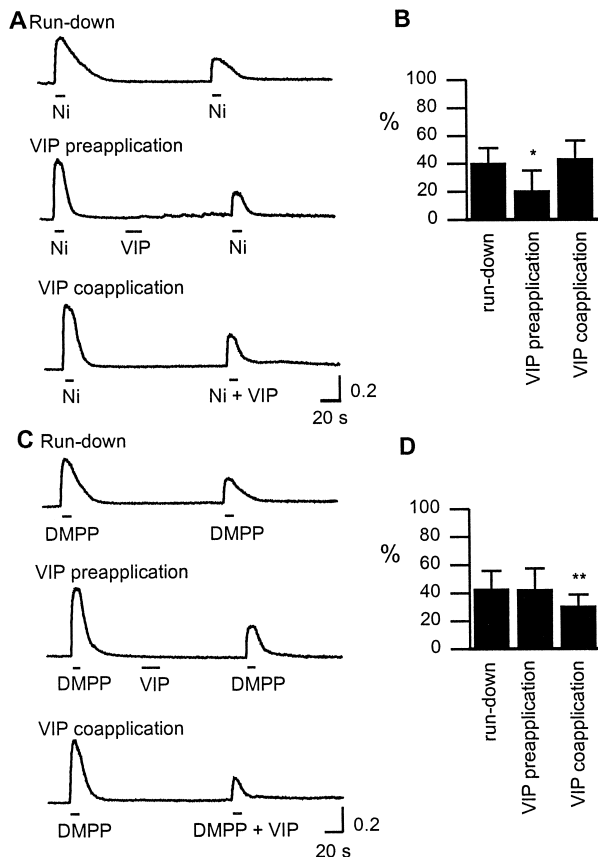 A
Run-down
Ni
Ni
VIP preapplication
Ni
VIP
Ni
VIP coapplication
Ni
Ni + VIP
0.2
20 s
B
%
100
80
60
40
20
0
*
run-down
VIP preapplication
VIP coapplication
C
Run-down
DMPP
DMPP
VIP preapplication
DMPP
VIP
DMPP
VIP coapplication
DMPP
DMPP + VIP
0.2
20 s
D
%
100
80
60
40
20
0
**
run-down
VIP preapplication
VIP coapplication